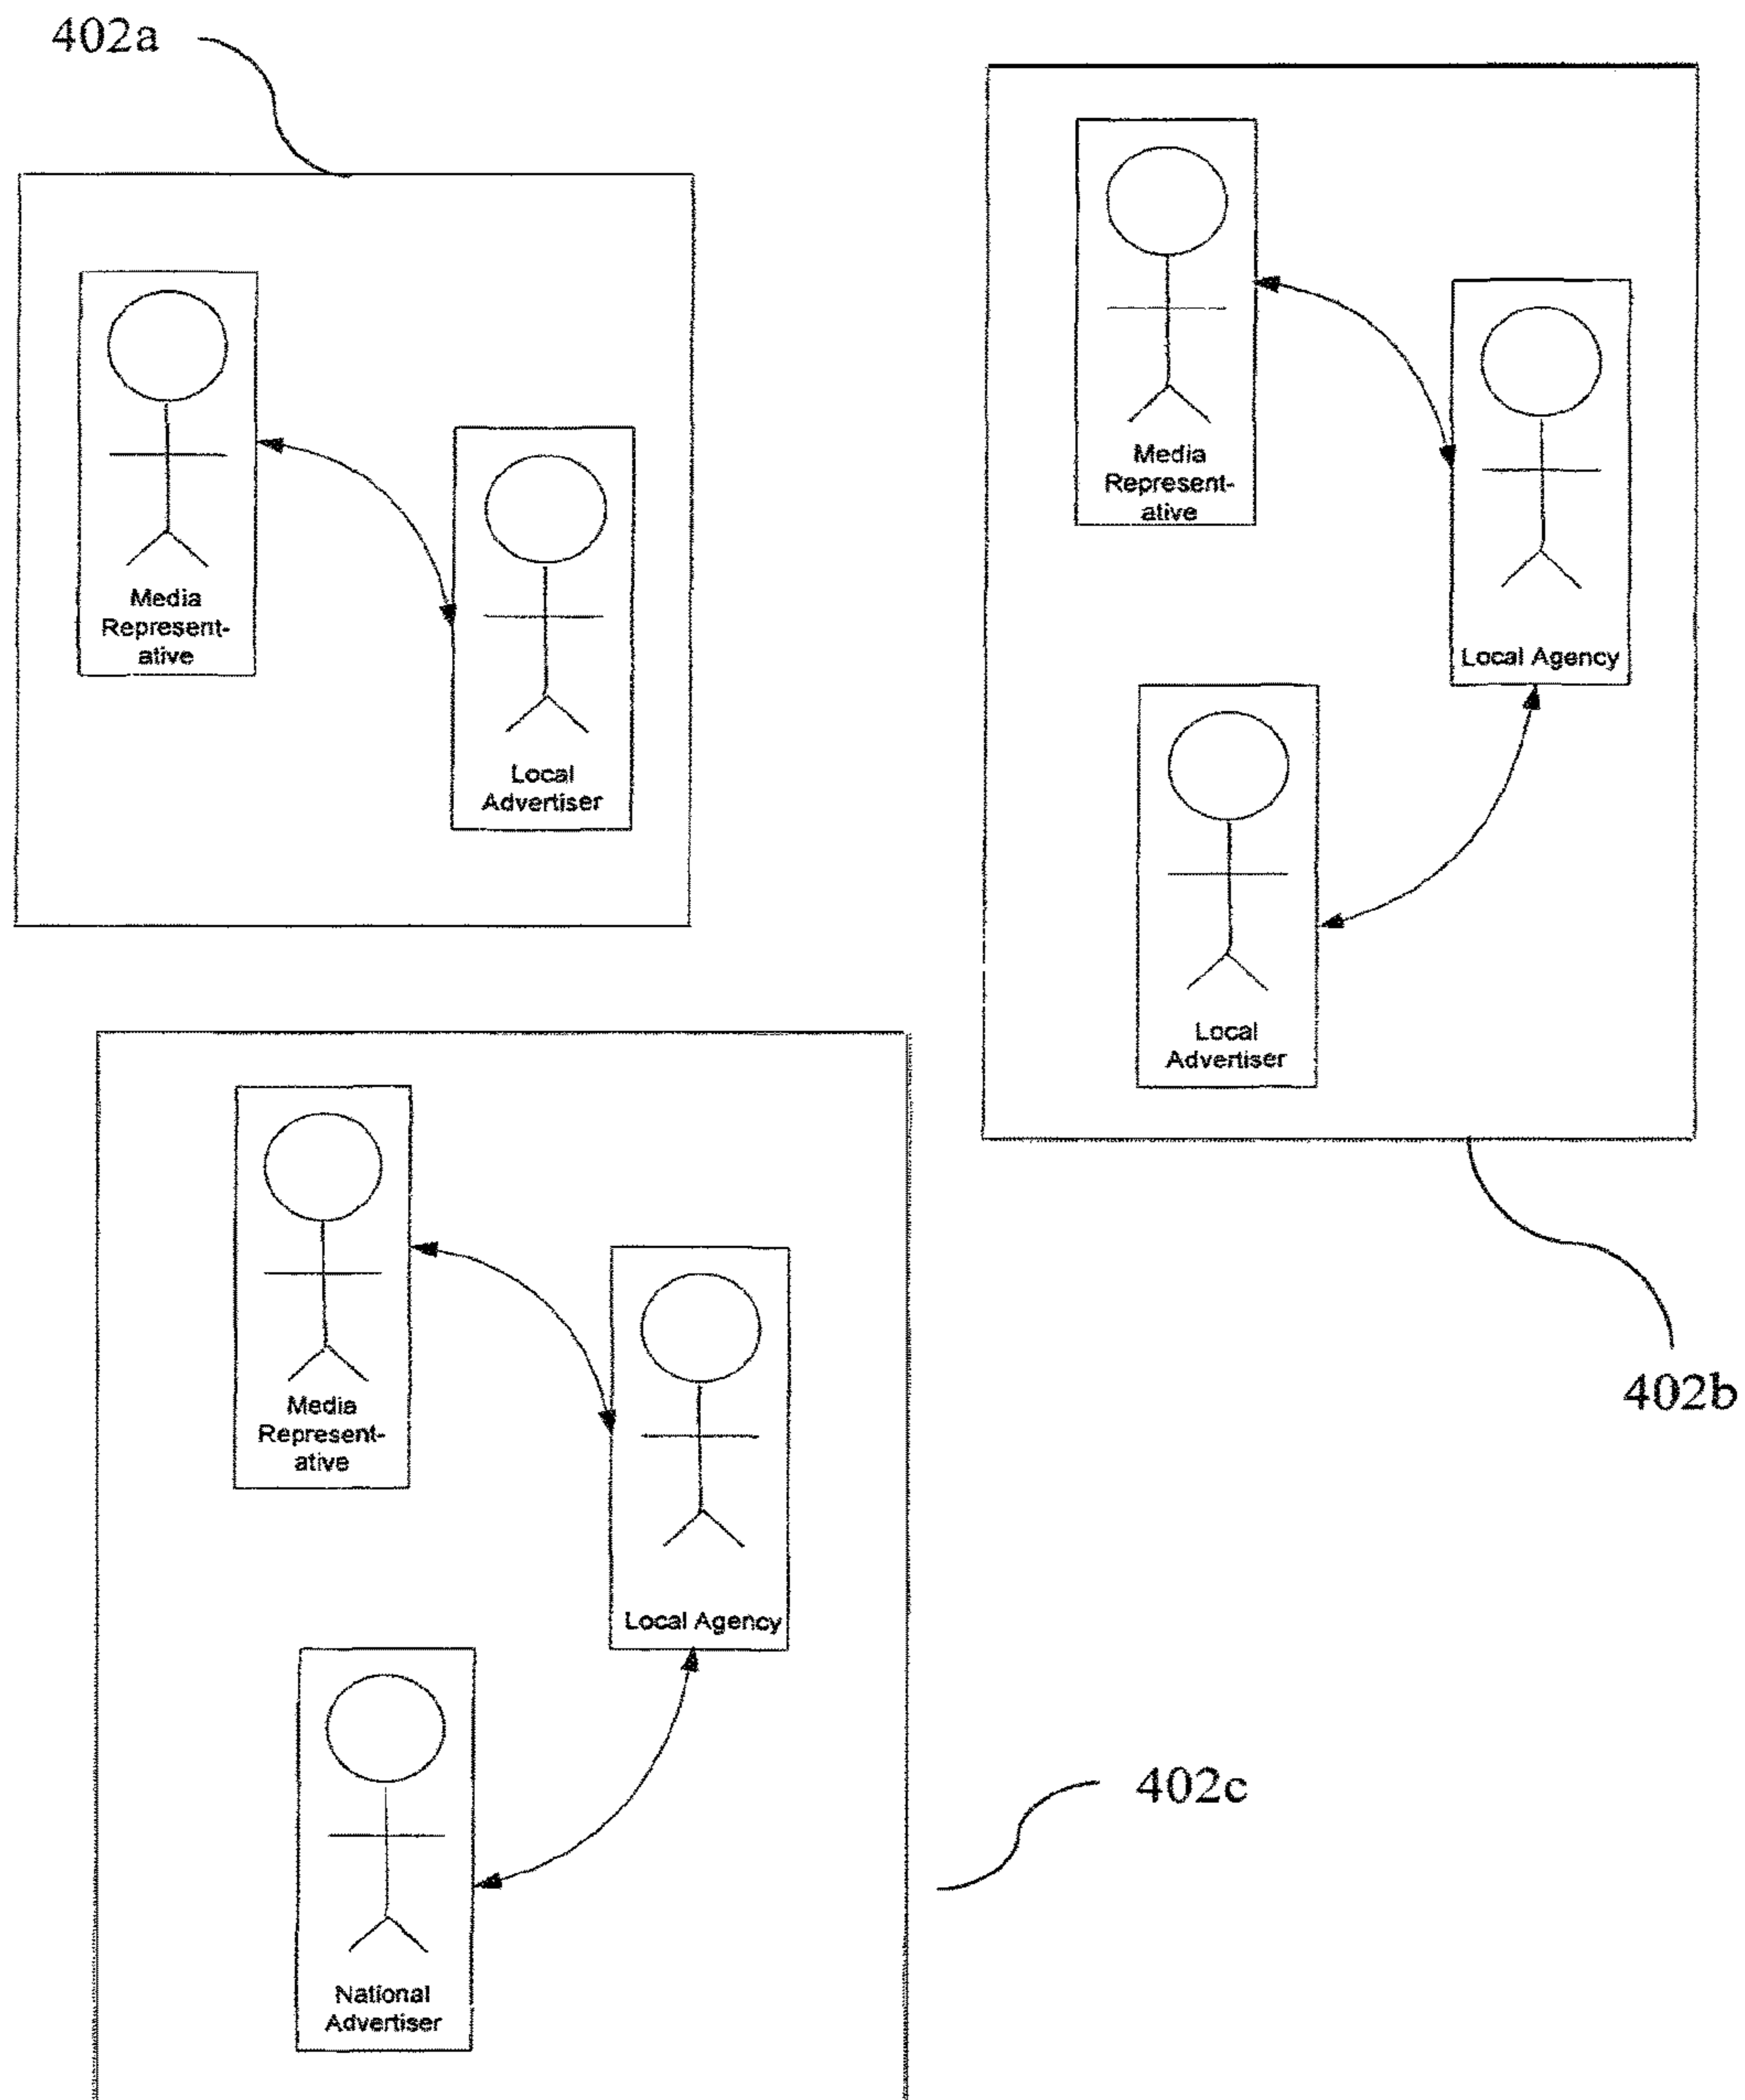 402a
Media
Represent-
ative
Local
Advertiser
Media
Represent-
ative
Local Agency
Local
Advertiser
402b
Media
Represent-
ative
Local Agency
National
Advertiser
402c